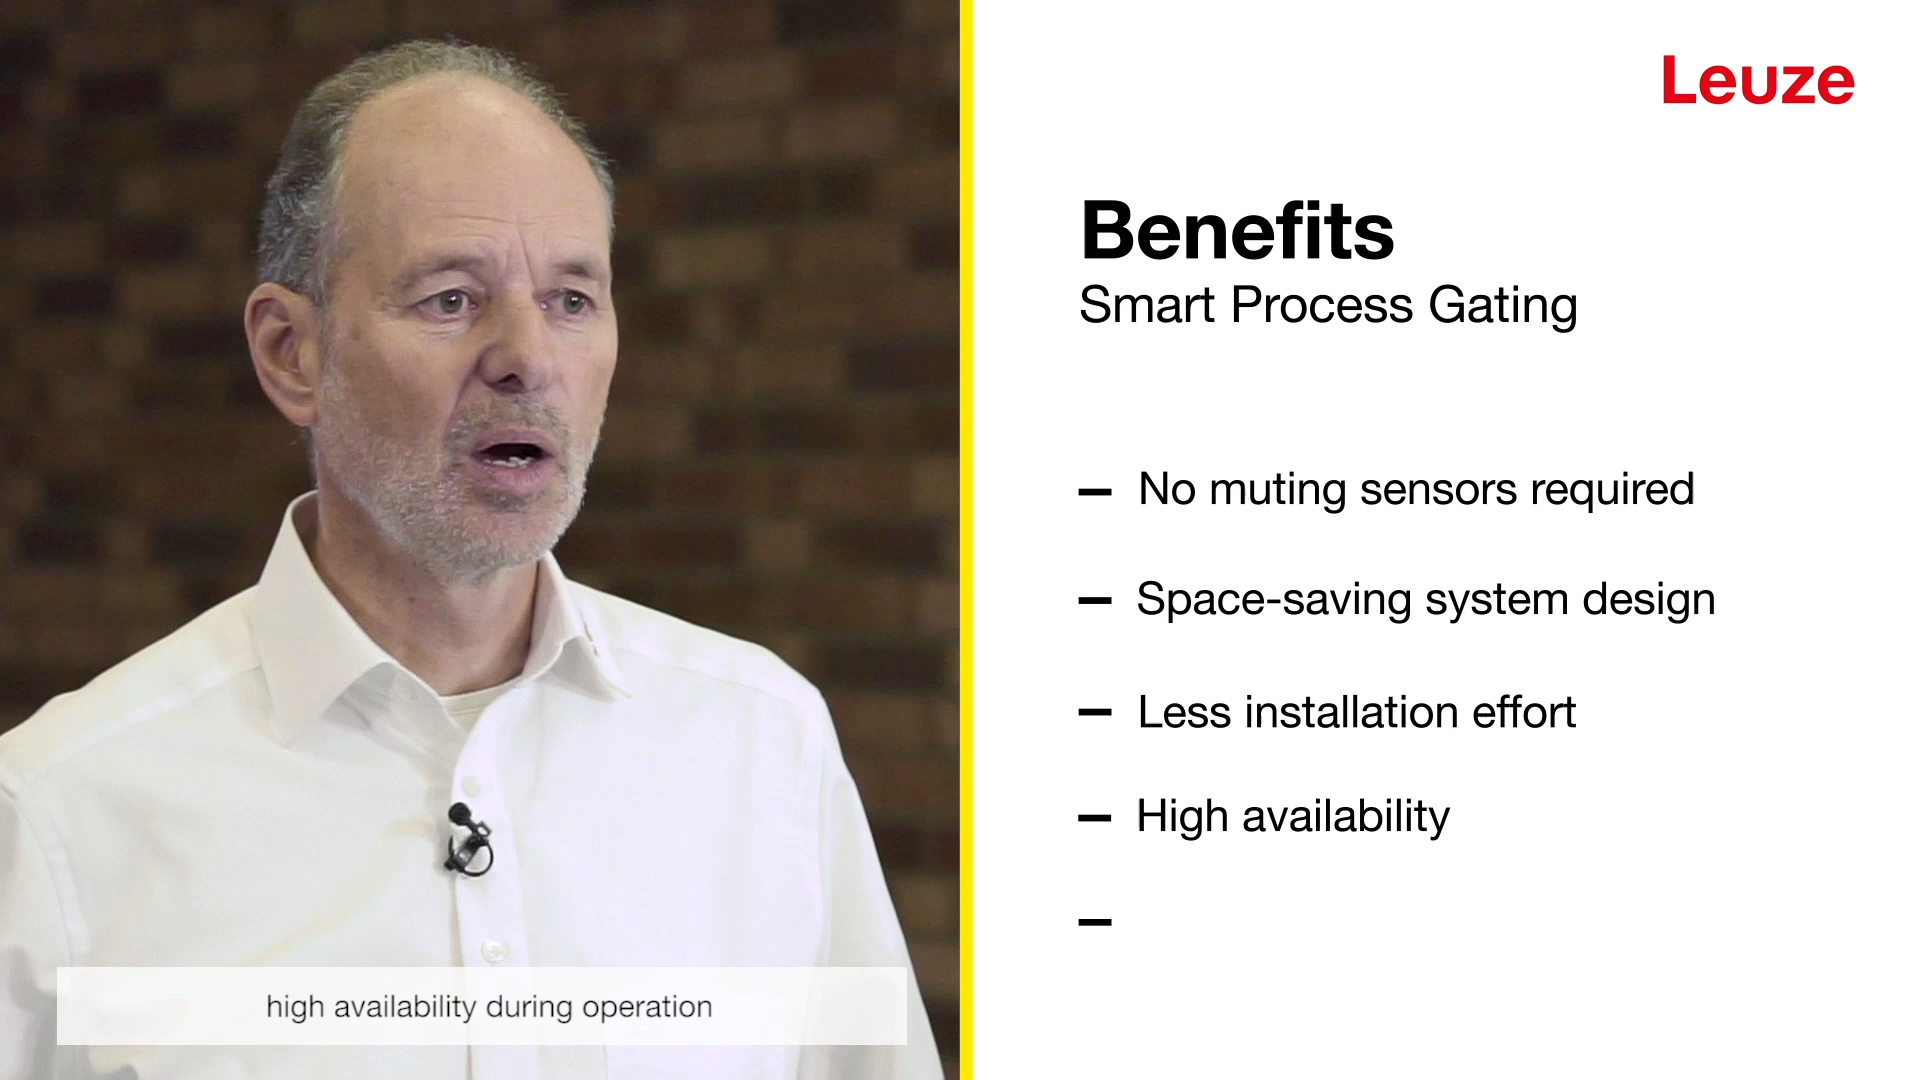 Leuze
Benefits
Smart Process Gating
– No muting sensors required
– Space-saving system design
– Less installation effort
– High availability
–
high availability during operation